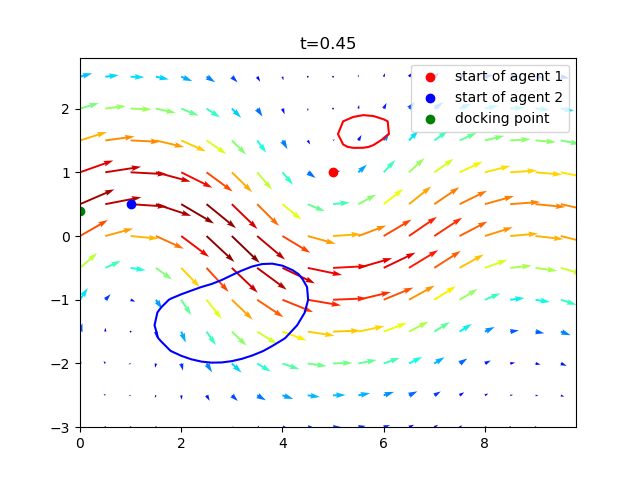 t=0.45
start of agent 1
start of agent 2
docking point
2
1
0
−1
−2
−3
0 2 4 6 8